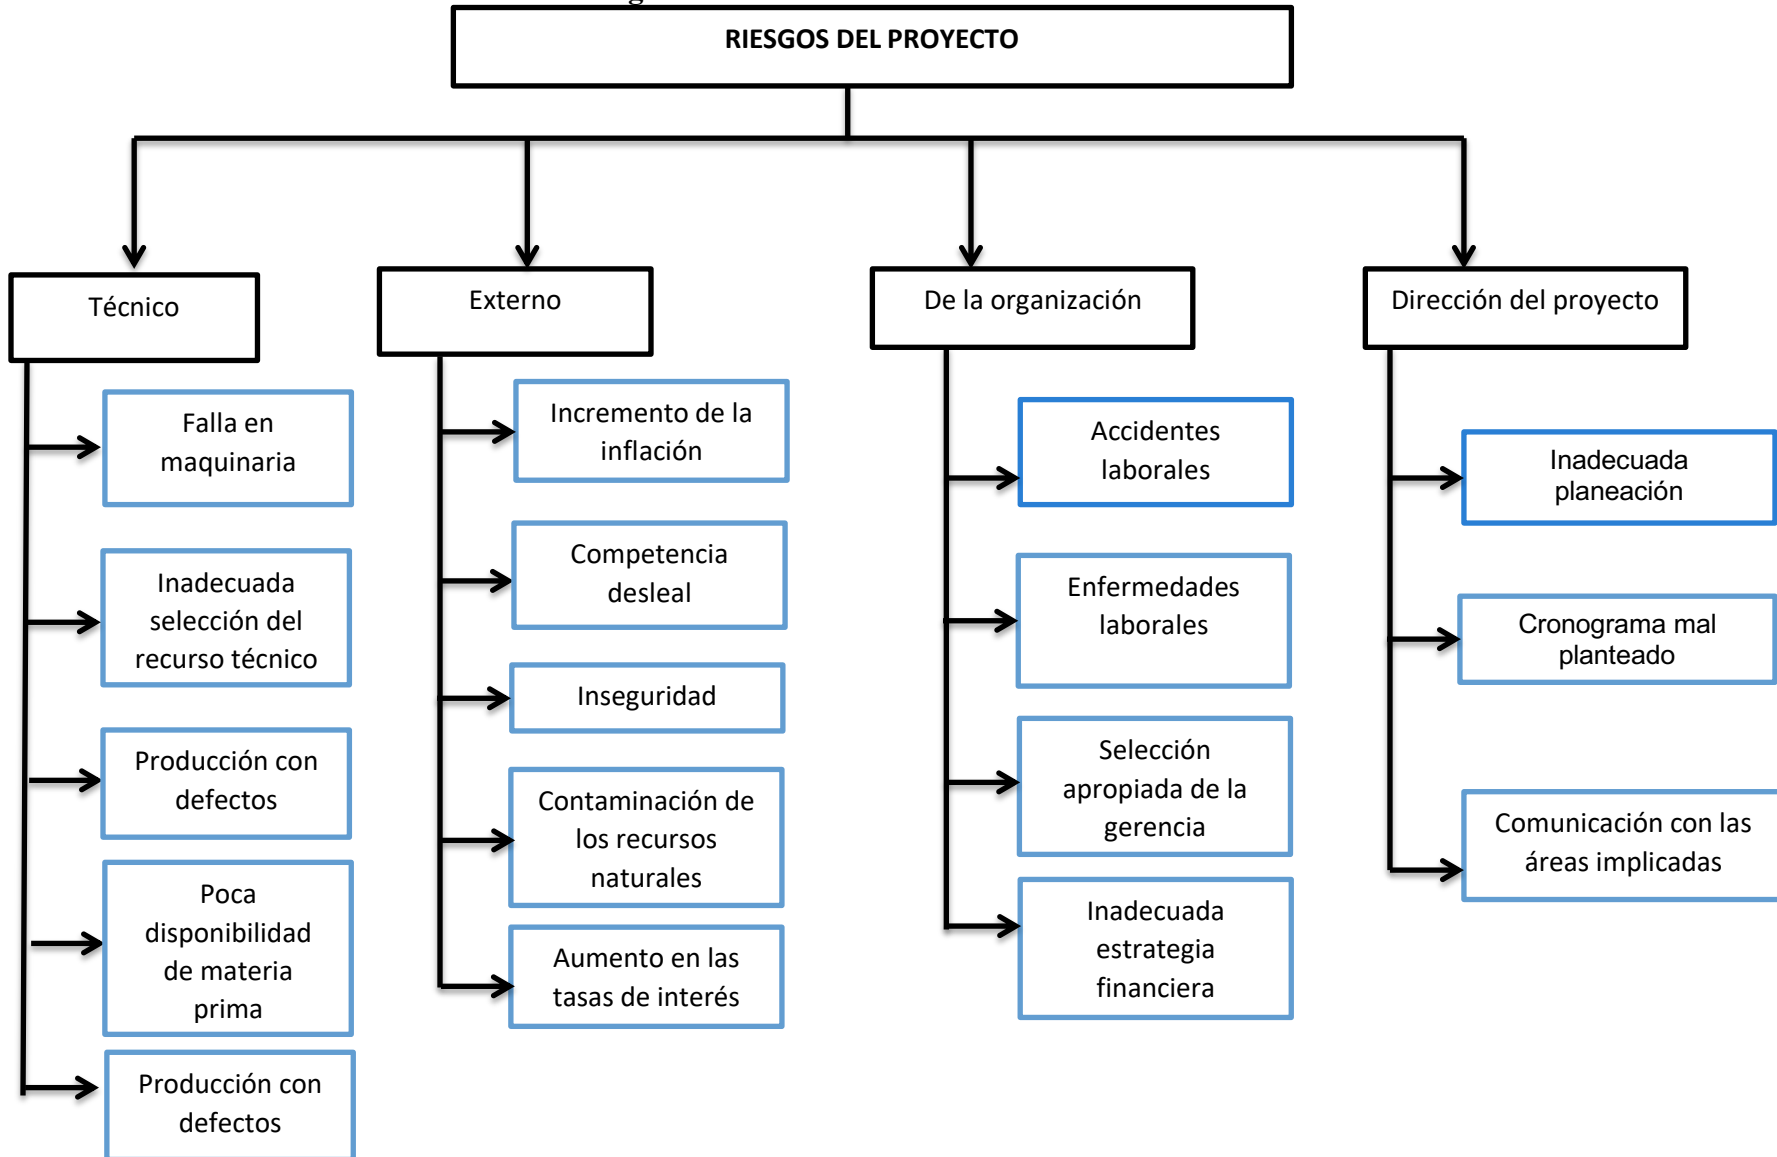 RIESGOS DEL PROYECTO
Técnico
Falla en
maquinaria
Inadecuada
selección del
recurso técnico
Producción con
defectos
Poca
disponibilidad
de materia
prima
Producción con
defectos
Externo
Incremento de la
inflación
Competencia
desleal
Inseguridad
Contaminación de
los recursos
naturales
Aumento en las
tasas de interés
De la organización
Accidentes
laborales
Enfermedades
laborales
Selección
apropiada de la
gerencia
Inadecuada
estrategia
financiera
Dirección del proyecto
Inadecuada
planeación
Cronograma mal
planteado
Comunicación con las
áreas implicadas